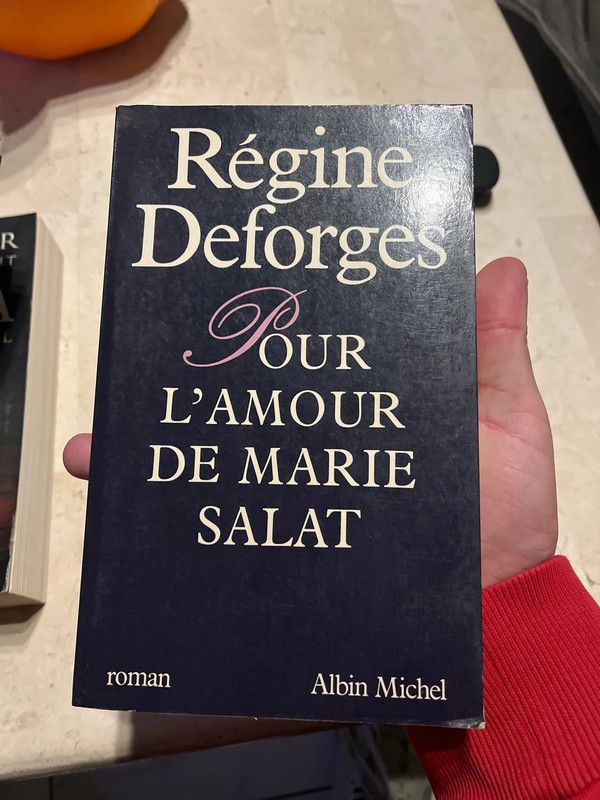 Régine
Deforges
POUR
L'AMOUR
DE MARIE
SALAT
roman
Albin Michel